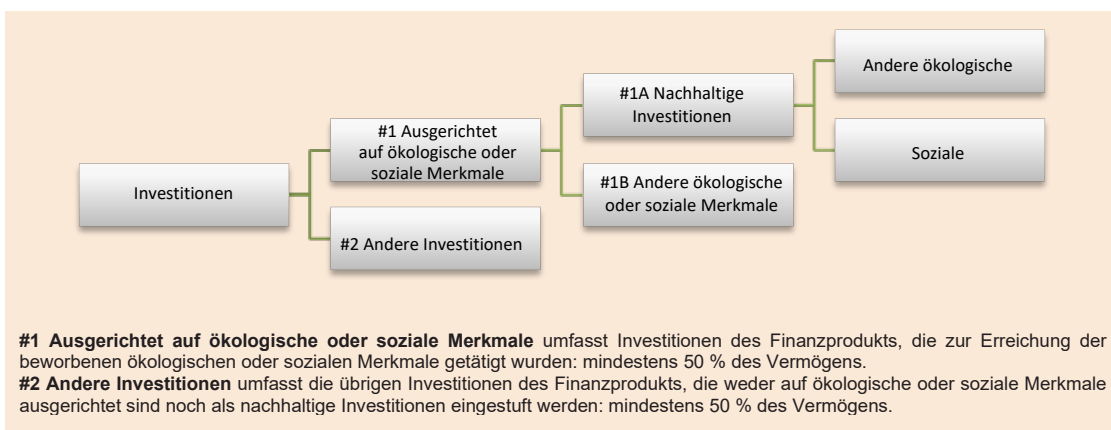 Investitionen
#1 Ausgerichtet
auf ökologische oder
soziale Merkmale
#2 Andere Investitionen
#1A Nachhaltige
Investitionen
#1B Andere ökologische
oder soziale Merkmale
Andere ökologische
Soziale
#1 Ausgerichtet auf ökologische oder soziale Merkmale umfasst Investitionen des Finanzprodukts, die zur Erreichung der
beworbenen ökologischen oder sozialen Merkmale getätigt wurden: mindestens 50 % des Vermögens.
#2 Andere Investitionen umfasst die übrigen Investitionen des Finanzprodukts, die weder auf ökologische oder soziale Merkmale
ausgerichtet sind noch als nachhaltige Investitionen eingestuft werden: mindestens 50 % des Vermögens.